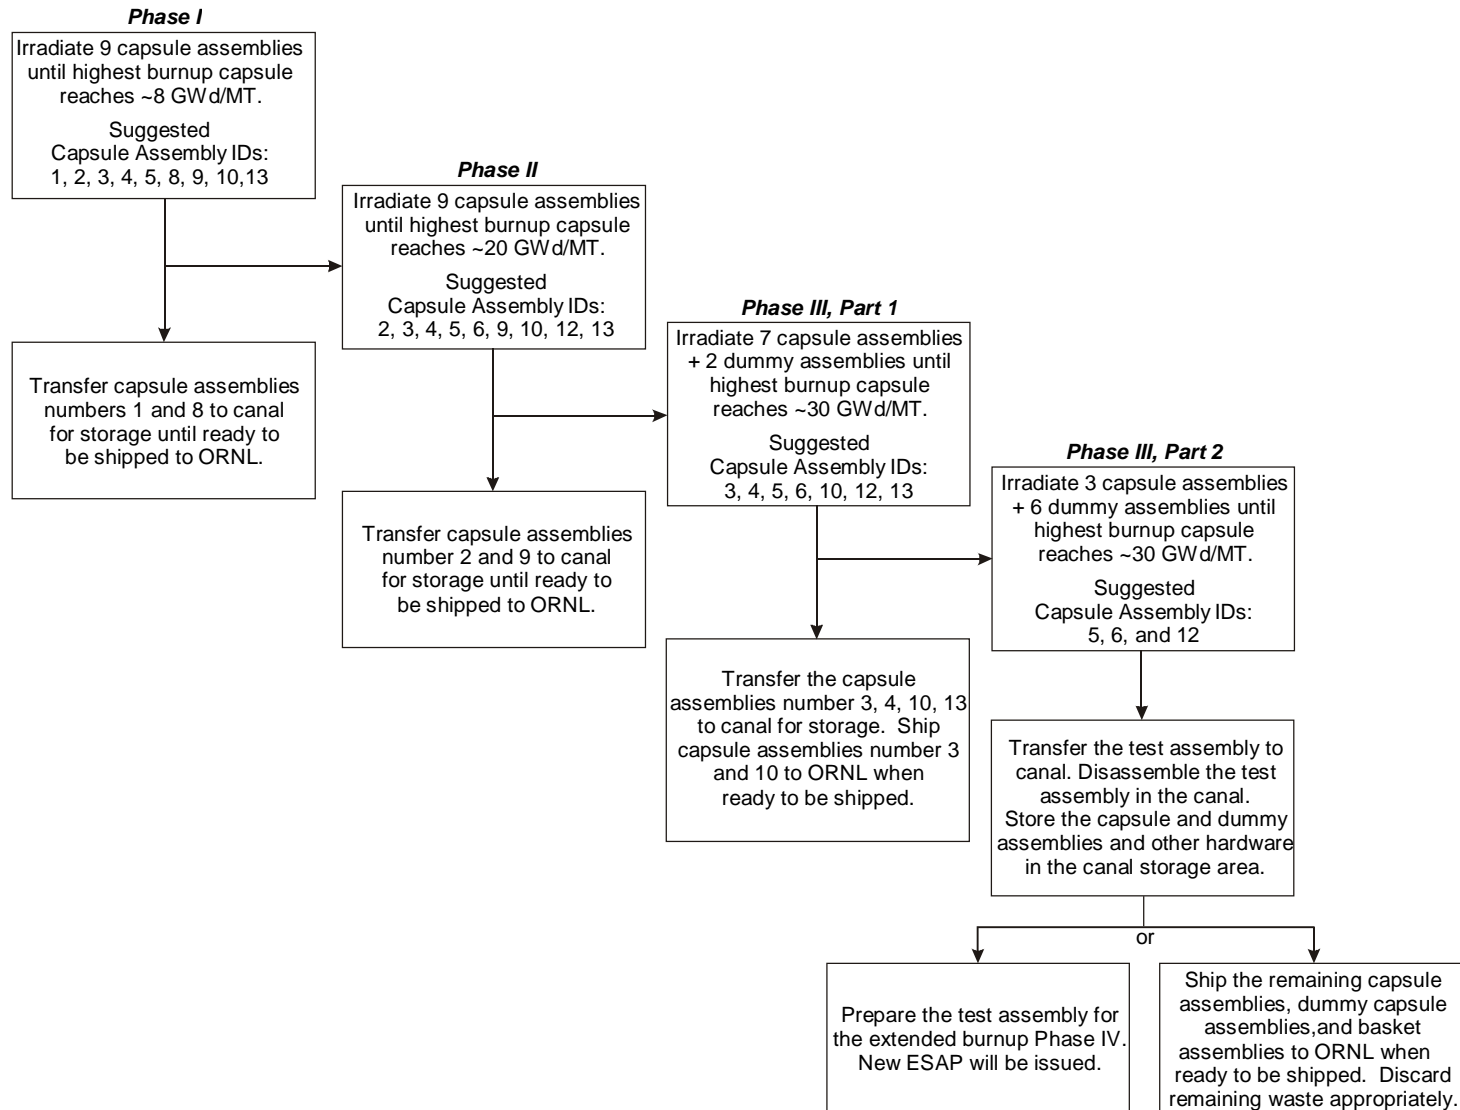 Phase I
Irradiate 9 capsule assemblies
until highest burnup capsule
reaches ~8 GWd/MT.
Suggested
Capsule Assembly IDs:
1, 2, 3, 4, 5, 8, 9, 10,13
Transfer capsule assemblies
numbers 1 and 8 to canal
for storage until ready to
be shipped to ORNL.
Phase II
Irradiate 9 capsule assemblies
until highest burnup capsule
reaches ~20 GWd/MT.
Suggested
Capsule Assembly IDs:
2, 3, 4, 5, 6, 9, 10, 12, 13
Transfer capsule assemblies
number 2 and 9 to canal
for storage until ready to
be shipped to ORNL.
Phase III, Part 1
Irradiate 7 capsule assemblies
+ 2 dummy assemblies until
highest burnup capsule
reaches ~30 GWd/MT.
Suggested
Capsule Assembly IDs:
3, 4, 5, 6, 10, 12, 13
Transfer the capsule
assemblies number 3, 4, 10, 13
to canal for storage. Ship
capsule assemblies number 3
and 10 to ORNL when
ready to be shipped.
Phase III, Part 2
Irradiate 3 capsule assemblies
+ 6 dummy assemblies until
highest burnup capsule
reaches ~30 GWd/MT.
Suggested
Capsule Assembly IDs:
5, 6, and 12
Transfer the test assembly to
canal. Disassemble the test
assembly in the canal.
Store the capsule and dummy
assemblies and other hardware
in the canal storage area.
or
Prepare the test assembly for
the extended burnup Phase IV.
New ESAP will be issued.
Ship the remaining capsule
assemblies, dummy capsule
assemblies,and basket
assemblies to ORNL when
ready to be shipped. Discard
remaining waste appropriately.